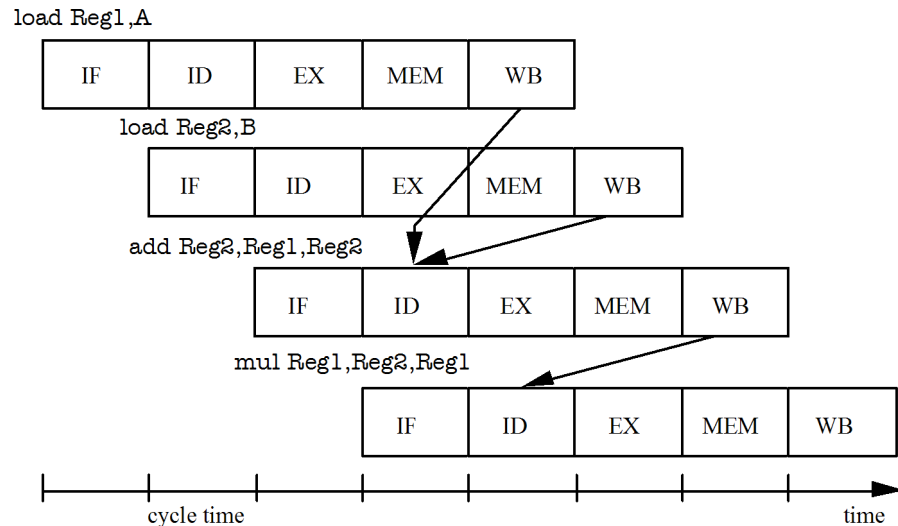 load Reg1,A
IF ID EX MEM WB
load Reg2,B
IF ID EX MEM WB
add Reg2,Reg1,Reg2
IF ID EX MEM WB
mul Reg1,Reg2,Reg1
IF ID EX MEM WB
cycle time time